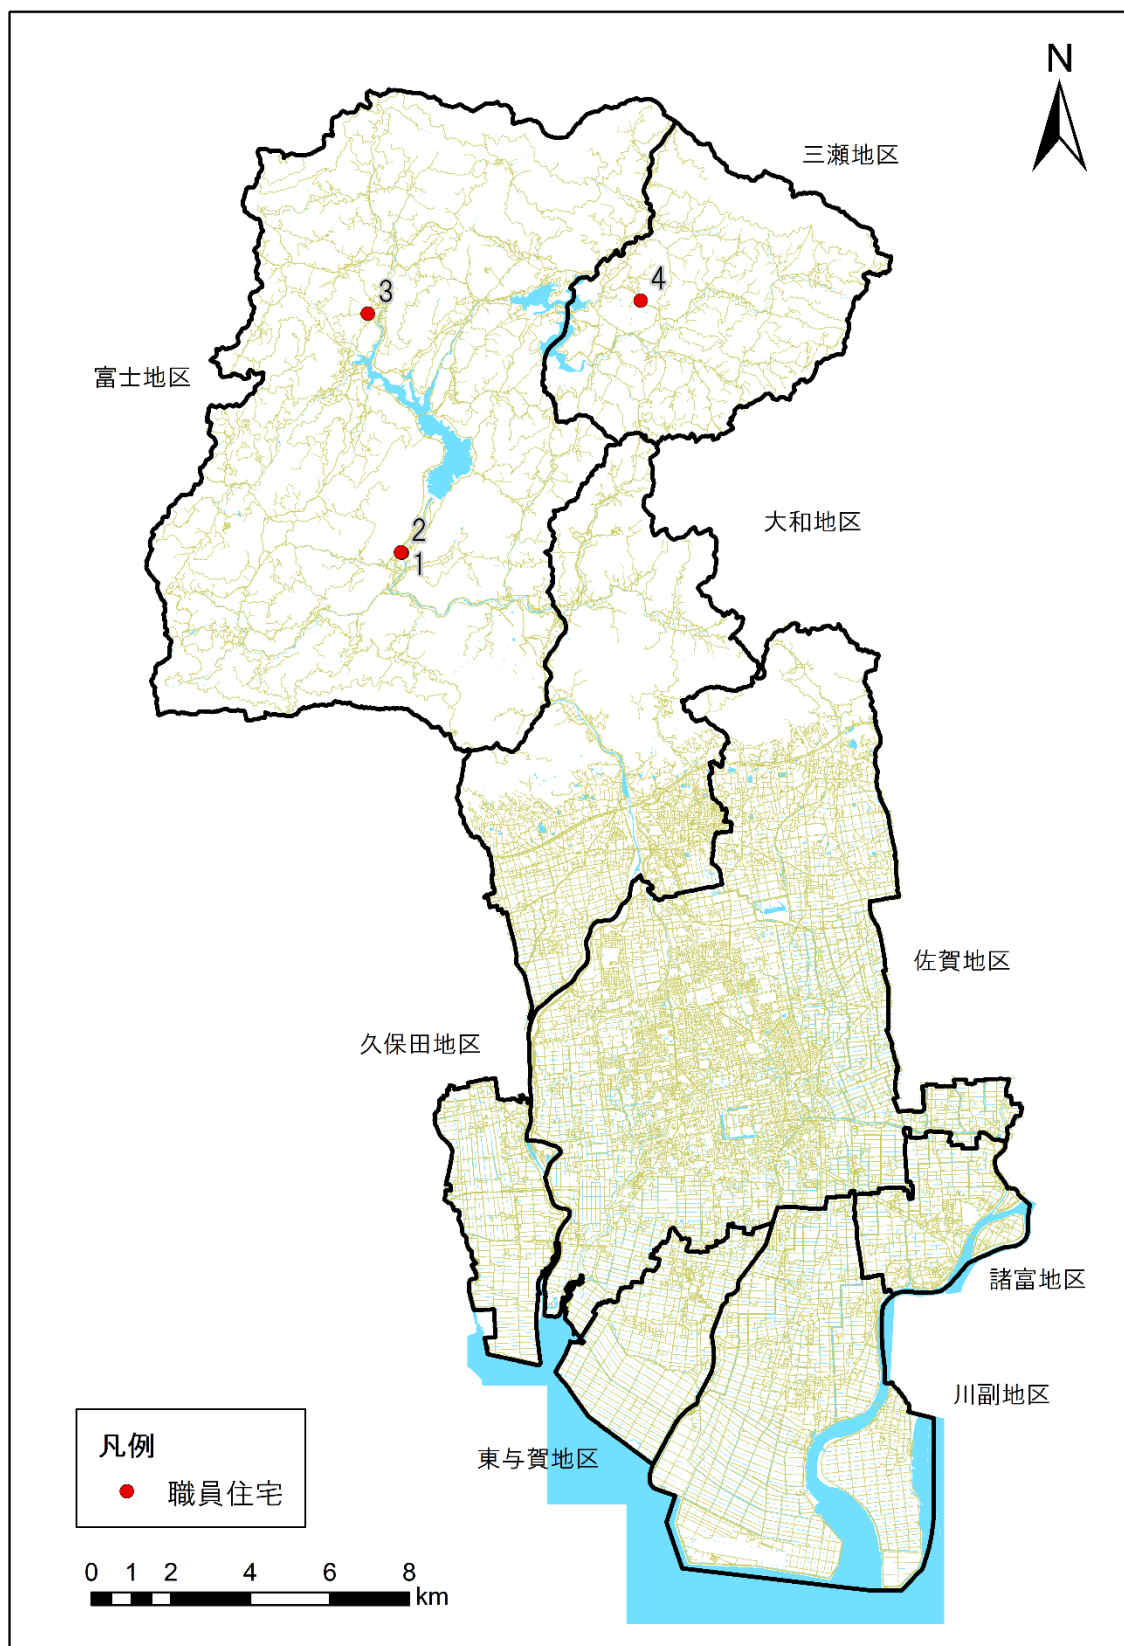 N
三瀬地区
4
3
富士地区
大和地区
2
1
佐賀地区
久保田地区
諸富地区
川副地区
東与賀地区
凡例
職員住宅
0 1 2 4 6 8
km